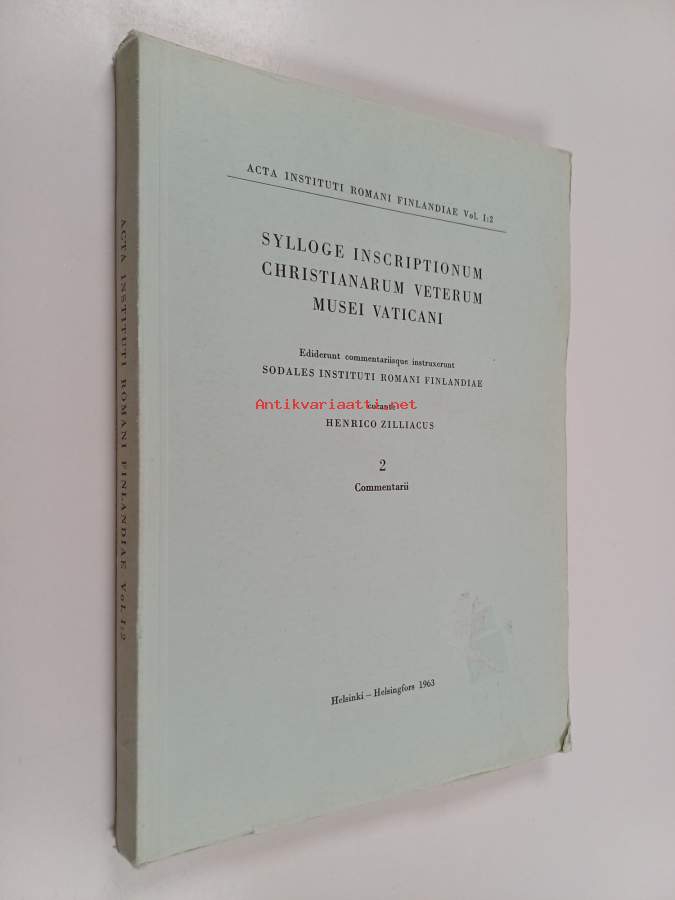 ACTA INSTITUTI ROMANI FINLANDIAE Vol. I:2
SYLLOGE INSCRIPTIONUM
CHRISTIANARUM VETERUM
MUSEI VATICANI
Ediderunt commentariisque instruxerunt
SODALES INSTITUTI ROMANI FINLANDIAE
Antikvariaatti.net
curante
HENRICO ZILLIACUS
2
Commentarii
Helsinki – Helsingfors 1963
ACTA INSTITUTI ROMANI FINLANDIAE Vol. I:2